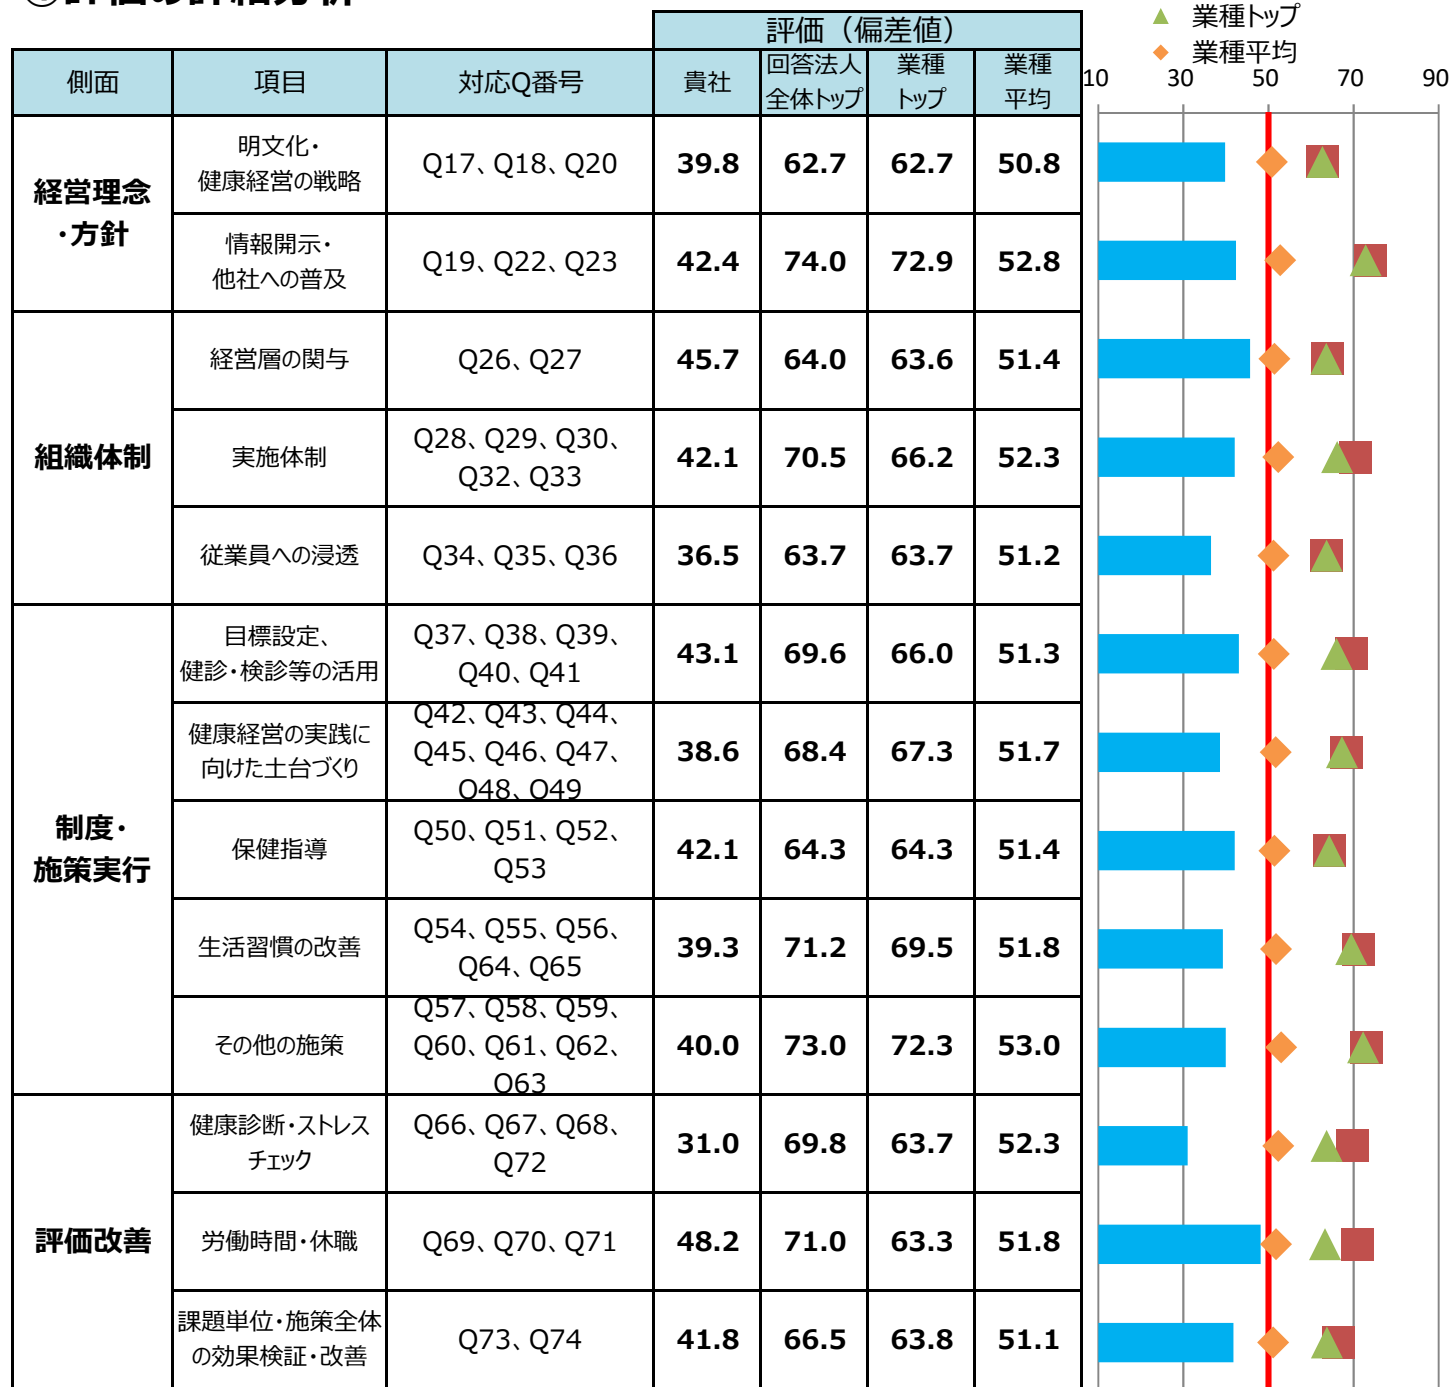 ①評価の詳細分析
▲ 業種トップ
◆ 業種平均
評価（偏差値）
側面 項目 対応Q番号 貴社 回答法人全体トップ 業種トップ 業種平均
10 30 50 70 90
経営理念・方針
明文化・健康経営の戦略 Q17、Q18、Q20 39.8 62.7 62.7 50.8
情報開示・他社への普及 Q19、Q22、Q23 42.4 74.0 72.9 52.8
組織体制
経営層の関与 Q26、Q27 45.7 64.0 63.6 51.4
実施体制 Q28、Q29、Q30、Q32、Q33 42.1 70.5 66.2 52.3
従業員への浸透 Q34、Q35、Q36 36.5 63.7 63.7 51.2
制度・施策実行
目標設定、健診・検診等の活用 Q37、Q38、Q39、Q40、Q41 43.1 69.6 66.0 51.3
健康経営の実践に向けた土台づくり Q42、Q43、Q44、Q45、Q46、Q47、Q48、Q49 38.6 68.4 67.3 51.7
保健指導 Q50、Q51、Q52、Q53 42.1 64.3 64.3 51.4
生活習慣の改善 Q54、Q55、Q56、Q64、Q65 39.3 71.2 69.5 51.8
その他の施策 Q57、Q58、Q59、Q60、Q61、Q62、Q63 40.0 73.0 72.3 53.0
評価改善
健康診断・ストレスチェック Q66、Q67、Q68、Q72 31.0 69.8 63.7 52.3
労働時間・休職 Q69、Q70、Q71 48.2 71.0 63.3 51.8
課題単位・施策全体の効果検証・改善 Q73、Q74 41.8 66.5 63.8 51.1